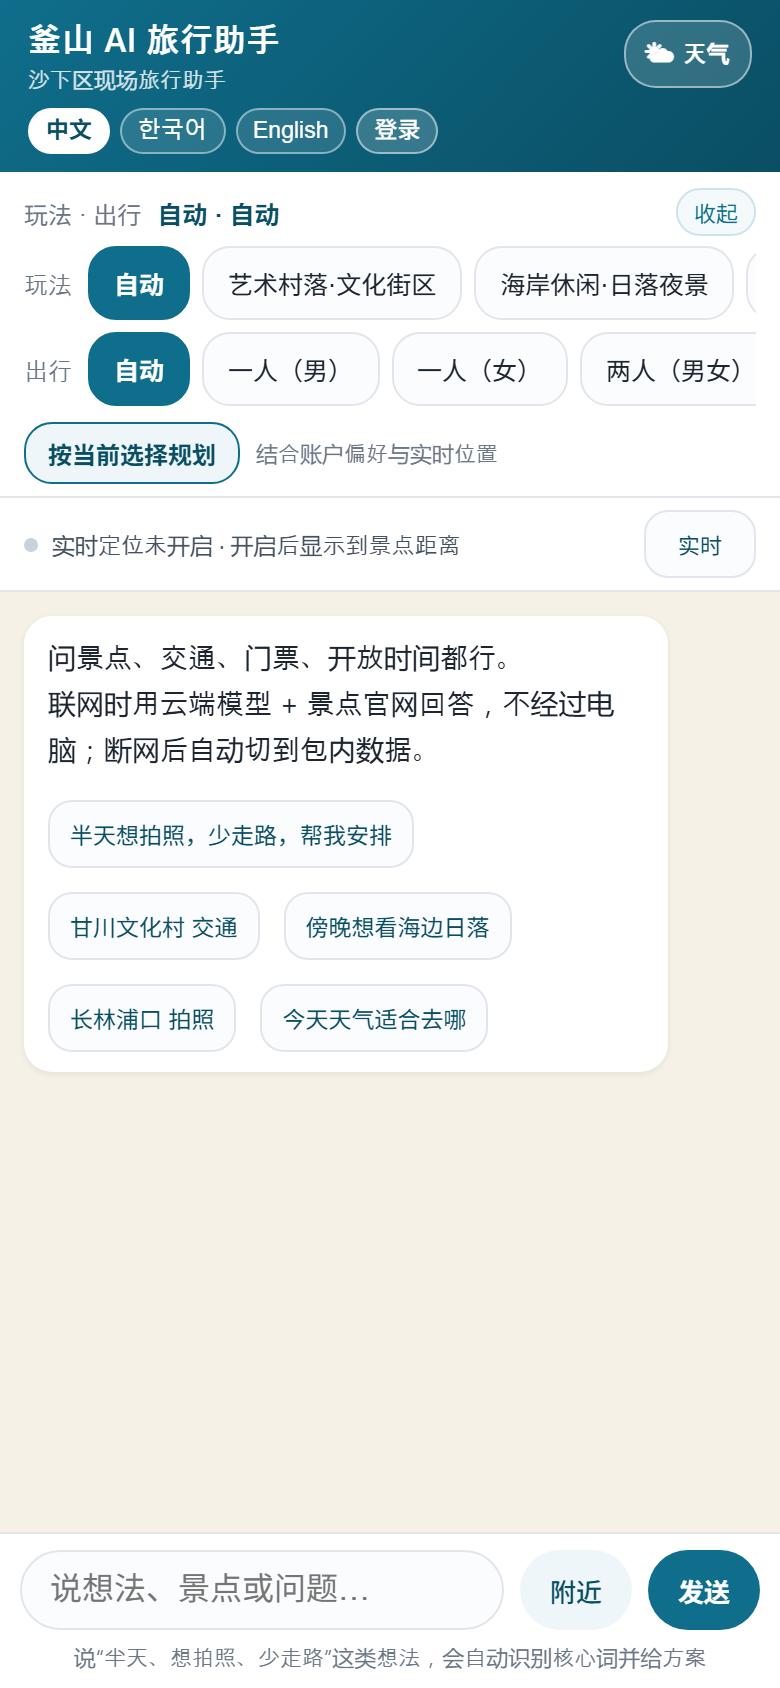 釜山 AI 旅行助手
沙下区现场旅行助手
天气
中文 한국어 English 登录
玩法 · 出行 自动 · 自动 收起
玩法 自动 艺术村落·文化街区 海岸休闲·日落夜景
出行 自动 一人（男） 一人（女） 两人（男女）
按当前选择规划 结合账户偏好与实时位置
实时定位未开启 · 开启后显示到景点距离 实时
问景点、交通、门票、开放时间都行。
联网时用云端模型 + 景点官网回答，不经过电
脑；断网后自动切到包内数据。
半天想拍照，少走路，帮我安排
甘川文化村 交通 傍晚想看海边日落
长林浦口 拍照 今天天气适合去哪
说想法、景点或问题… 附近 发送
说“半天、想拍照、少走路”这类想法，会自动识别核心词并给方案